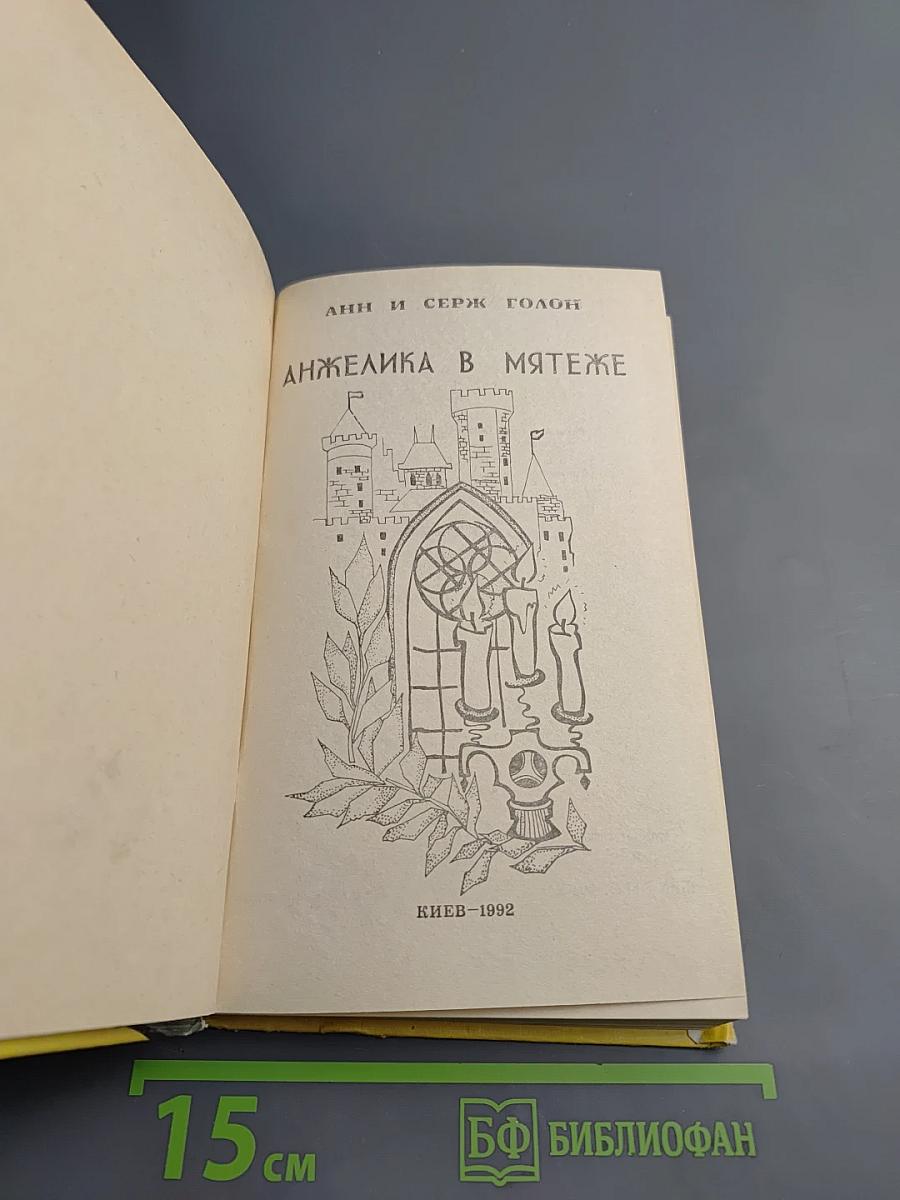 АНН И СЕРЖ ГОЛОН
АНЖЕЛИКА В МЯТЕЖЕ
КИЕВ—1992
15 см
БФ БИБЛИОФАН